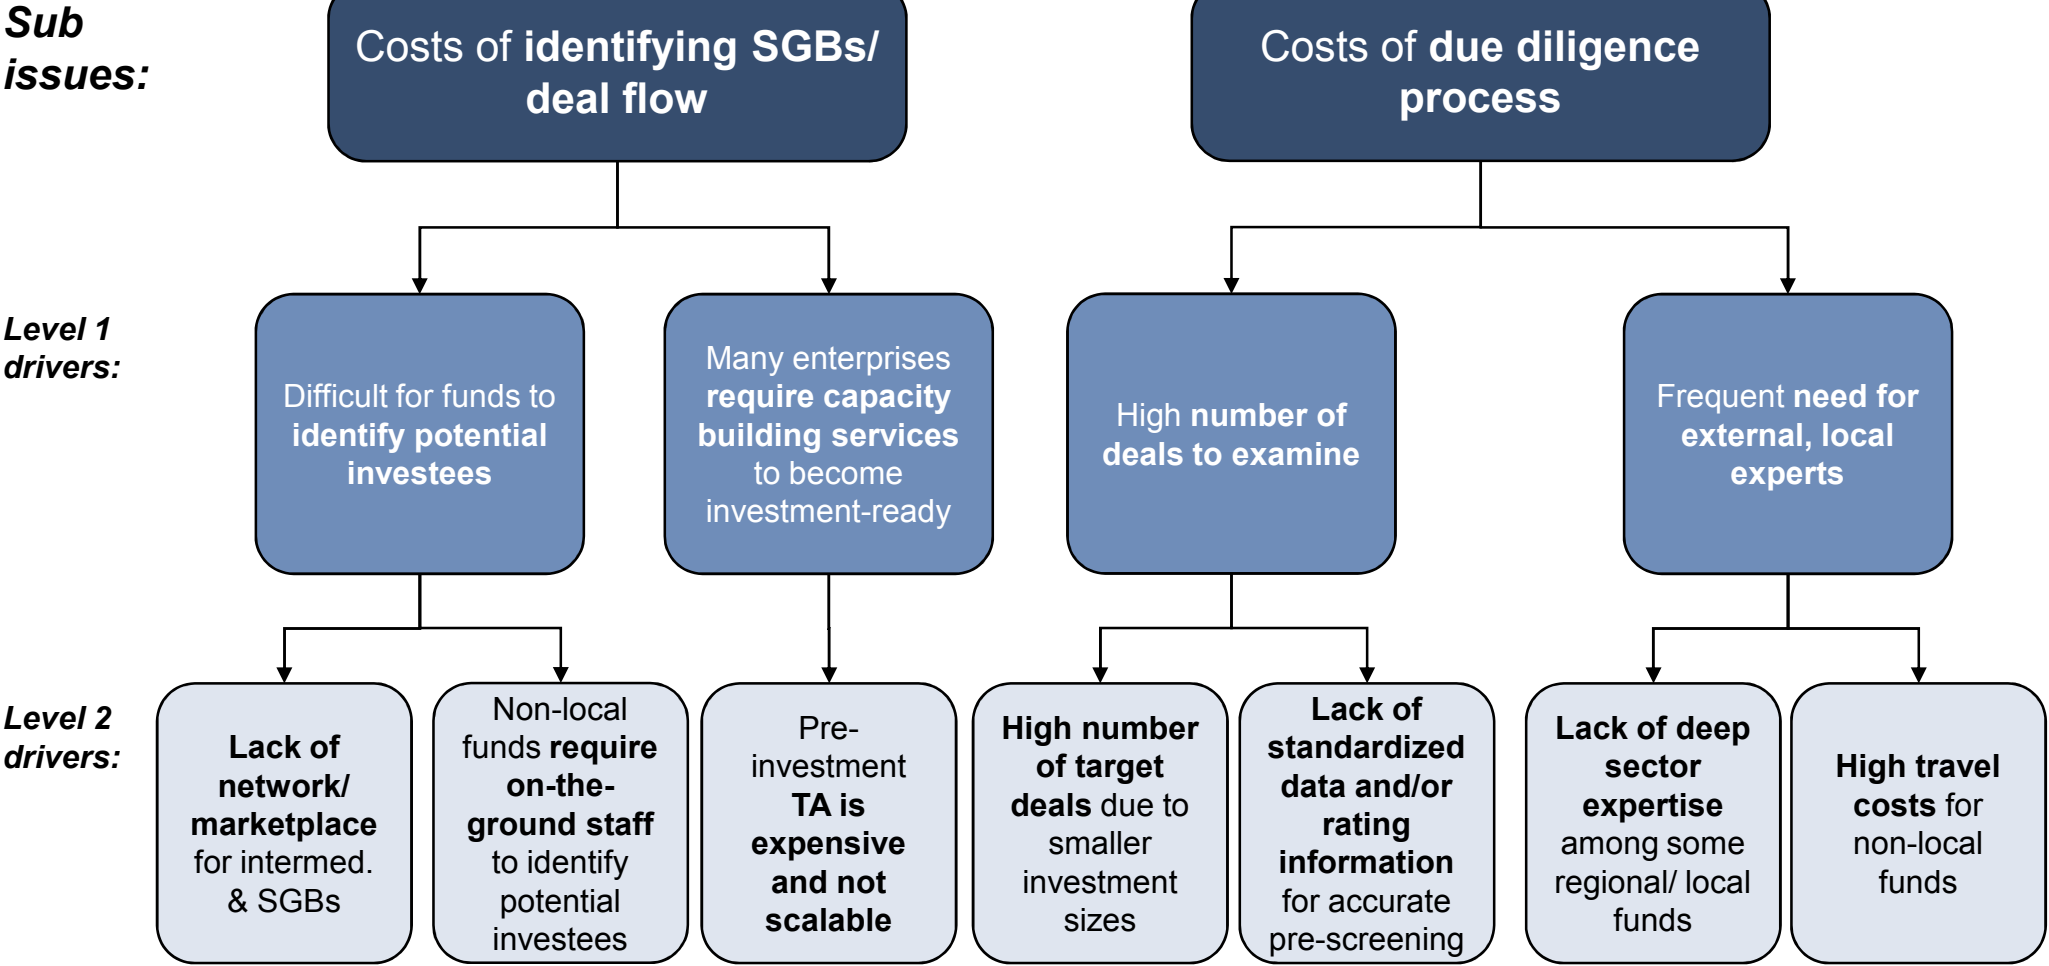 Sub
issues:
Costs of identifying SGBs/
deal flow
Costs of due diligence
process
Level 1
drivers:
Difficult for funds to
identify potential
investees
Many enterprises
require capacity
building services
to become
investment-ready
High number of
deals to examine
Frequent need for
external, local
experts
Level 2
drivers:
Lack of
network/
marketplace
for intermed.
& SGBs
Non-local
funds require
on-the-
ground staff
to identify
potential
investees
Pre-
investment
TA is
expensive
and not
scalable
High number
of target
deals due to
smaller
investment
sizes
Lack of
standardized
data and/or
rating
information
for accurate
pre-screening
Lack of deep
sector
expertise
among some
regional/ local
funds
High travel
costs for
non-local
funds